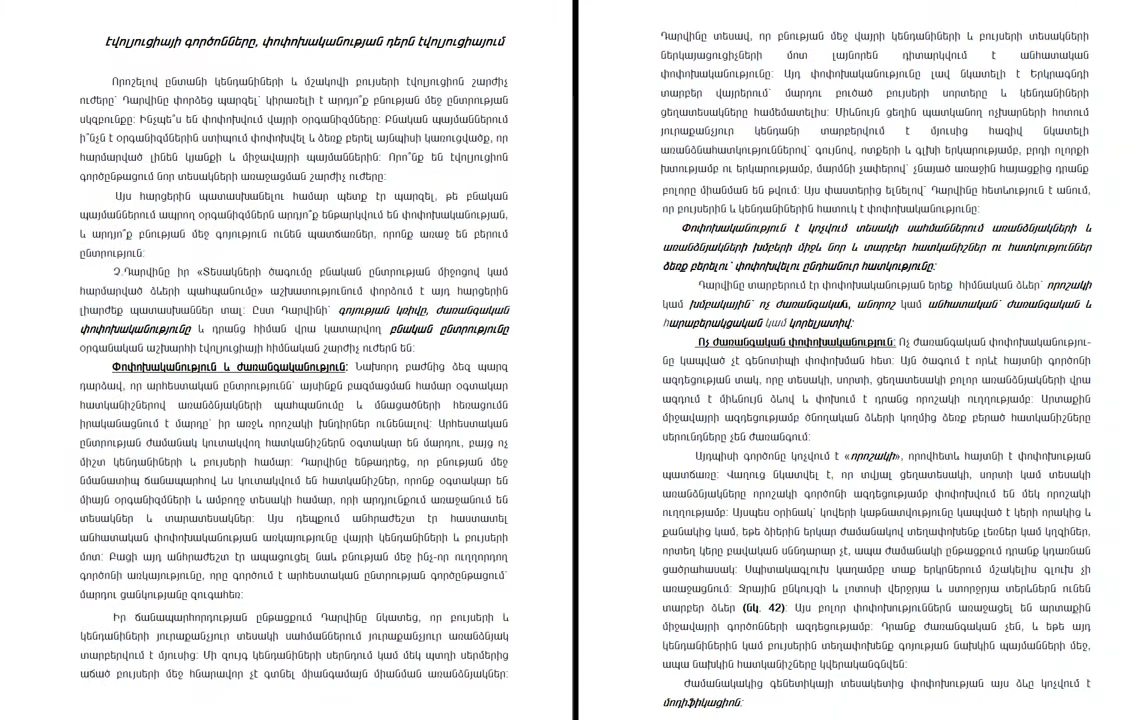 Էվոլյուցիայի գործոնները, փոփոխականության դերն էվոլյուցիայում
Որոշելով ընտանի կենդանիների և մշակովի բույսերի էվոլյուցիոն շարժիչ
ուժերը՝ Դարվինը փորձեց պարզել՝ կիրառելի է արդյո՞ք բնության մեջ ընտրության
սկզբունքը: Ինչպե՞ս են փոփոխվում վայրի օրգանիզմները: Բնական պայմաններում
ի՞նչն է օրգանիզմներին ստիպում փոփոխվել և ձեռք բերել այնպիսի կառուցվածք, որ
հարմարված լինեն կյանքի և միջավայրի պայմաններին: Որո՞նք են էվոլյուցիոն
գործընթացում նոր տեսակների առաջացման շարժիչ ուժերը:
Այս հարցերին պատասխանելու համար պետք էր պարզել, թե բնական
պայմաններում ապրող օրգանիզմներն արդյո՞ք ենթարկվում են փոփոխականության,
և արդյո՞ք բնության մեջ գոյություն ունեն պատճառներ, որոնք առաջ են բերում
ընտրություն:
Չ.Դարվինը իր «Տեսակների ծագումը բնական ընտրության միջոցով կամ
հարմարված ձևերի պահպանումը» աշխատությունում փորձում է այդ հարցերին
լիարժեք պատասխաններ տալ: Ըստ Դարվինի՝ գոյության կռիվը, ժառանգական
փոփոխականությունը և դրանց հիման վրա կատարվող բնական ընտրությունը
օրգանական աշխարհի էվոլյուցիայի հիմնական շարժիչ ուժերն են:
Փոփոխականություն և ժառանգականություն: Նախորդ բաժնից ձեզ պարզ
դարձավ, որ արհեստական ընտրությունն՝ այսինքն բազմացման համար օգտակար
հատկանիշներով առանձնյակների պահպանումը և մնացածների հեռացումն
իրականացնում է մարդը՝ իր առջև որոշակի խնդիրներ ունենալով: Արհեստական
ընտրության ժամանակ կուտակվող հատկանիշներն օգտակար են մարդու, բայց ոչ
միշտ կենդանիների և բույսերի համար: Դարվինը ենթադրեց, որ բնության մեջ
նմանատիպ ճանապարհով ևս կուտակվում են հատկանիշներ, որոնք օգտակար են
միայն օրգանիզմների և ամբողջ տեսակի համար, որի արդյունքում առաջանում են
տեսակներ և տարատեսակներ: Այս դեպքում անհրաժեշտ էր հաստատել
անհատական փոփոխականության առկայությունը վայրի կենդանիների և բույսերի
մոտ: Բացի այդ անհրաժեշտ էր ապացուցել նաև բնության մեջ ինչ-որ ուղղորդող
գործոնի առկայությունը, որը գործում է արհեստական ընտրության գործընթացում՝
մարդու ցանկությանը զուգահեռ:
Իր ճանապարհորդության ընթացքում Դարվինը նկատեց, որ բույսերի և
կենդանիների յուրաքանչյուր տեսակի սահմաններում յուրաքանչյուր առանձնյակ
տարբերվում է մյուսից: Մի զույգ կենդանիների սերնդում կամ մեկ պտղի սերմերից
աճած բույսերի մեջ հնարավոր չէ գտնել միանգամայն միանման առանձնյակներ:
Դարվինը տեսավ, որ բնության մեջ վայրի կենդանիների և բույսերի տեսակների
ներկայացուցիչների մոտ լայնորեն դիտարկվում է անհատական
փոփոխականությունը: Այդ փոփոխականությունը լավ նկատելի է Երկրագնդի
տարբեր վայրերում՝ մարդու բուծած բույսերի սորտերը և կենդանիների
ցեղատեսակները համեմատելիս: Միևնույն ցեղին պատկանող ոչխարների հոտում
յուրաքանչյուր կենդանի տարբերվում է մյուսից հազիվ նկատելի
առանձնահատկություններով՝ գույնով, ոտքերի և գլխի երկարությամբ, բրդի ոլորքի
խտությամբ ու երկարությամբ, մարմնի չափերով՝ չնայած առաջին հայացքից դրանք
բոլորը միանման են թվում: Այս փաստերից ելնելով՝ Դարվինը հետևություն է անում,
որ բույսերին և կենդանիներին հատուկ է փոփոխականությունը:
Փոփոխականություն է կոչվում տեսակի սահմաններում առանձնյակների և
առանձնյակների խմբերի միջև նոր և տարբեր հատկանիշներ ու հատկություններ
ձեռք բերելու՝ փոփոխվելու ընդհանուր հատկությունը:
Դարվինը տարբերում էր փոփոխականության երեք հիմնական ձևեր՝ որոշակի
կամ խմբակային՝ ոչ ժառանգական, անորոշ կամ անհատական՝ ժառանգական և
հարաբերակցական կամ կորելյատիվ:
Ոչ ժառանգական փոփոխականություն: Ոչ ժառանգական փոփոխականությու-
նը կապված չէ գենոտիպի փոփոխման հետ: Այն ծագում է որևէ հայտնի գործոնի
ազդեցության տակ, որը տեսակի, սորտի, ցեղատեսակի բոլոր առանձնյակների վրա
ազդում է միևնույն ձևով և փոխում է դրանց որոշակի ուղղությամբ: Արտաքին
միջավայրի ազդեցությամբ ծնողական ձևերի կողմից ձեռք բերած հատկանիշները
սերունդները չեն ժառանգում:
Այդպիսի գործոնը կոչվում է «որոշակի», որովհետև հայտնի է փոփոխության
պատճառը: Վաղուց նկատվել է, որ տվյալ ցեղատեսակի, սորտի կամ տեսակի
առանձնյակները որոշակի գործոնի ազդեցությամբ փոփոխվում են մեկ որոշակի
ուղղությամբ: Այսպես օրինակ՝ կովերի կաթնատվությունը կապված է կերի որակից և
քանակից կամ, եթե ձիերին երկար ժամանակով տեղափոխենք լեռներ կամ կղզիներ,
որտեղ կերը բավական սննդարար չէ, ապա ժամանակի ընթացքում դրանք կդառնան
ցածրահասակ: Սպիտակագլուխ կաղամբը տաք երկրներում մշակելիս գլուխ չի
առաջացնում: Ջրային ընկույզի և լոտոսի վերջրյա և ստորջրյա տերևներն ունեն
տարբեր ձևեր (նկ. 42): Այս բոլոր փոփոխություններն առաջացել են արտաքին
միջավայրի գործոնների ազդեցությամբ: Դրանք ժառանգական չեն, և եթե այդ
կենդանիներին կամ բույսերին տեղափոխենք գոյության նախկին պայմանների մեջ,
ապա նախկին հատկանիշները կվերականգնվեն:
Ժամանակակից գենետիկայի տեսակետից փոփոխության այս ձևը կոչվում է
մոդիֆիկացիոն: